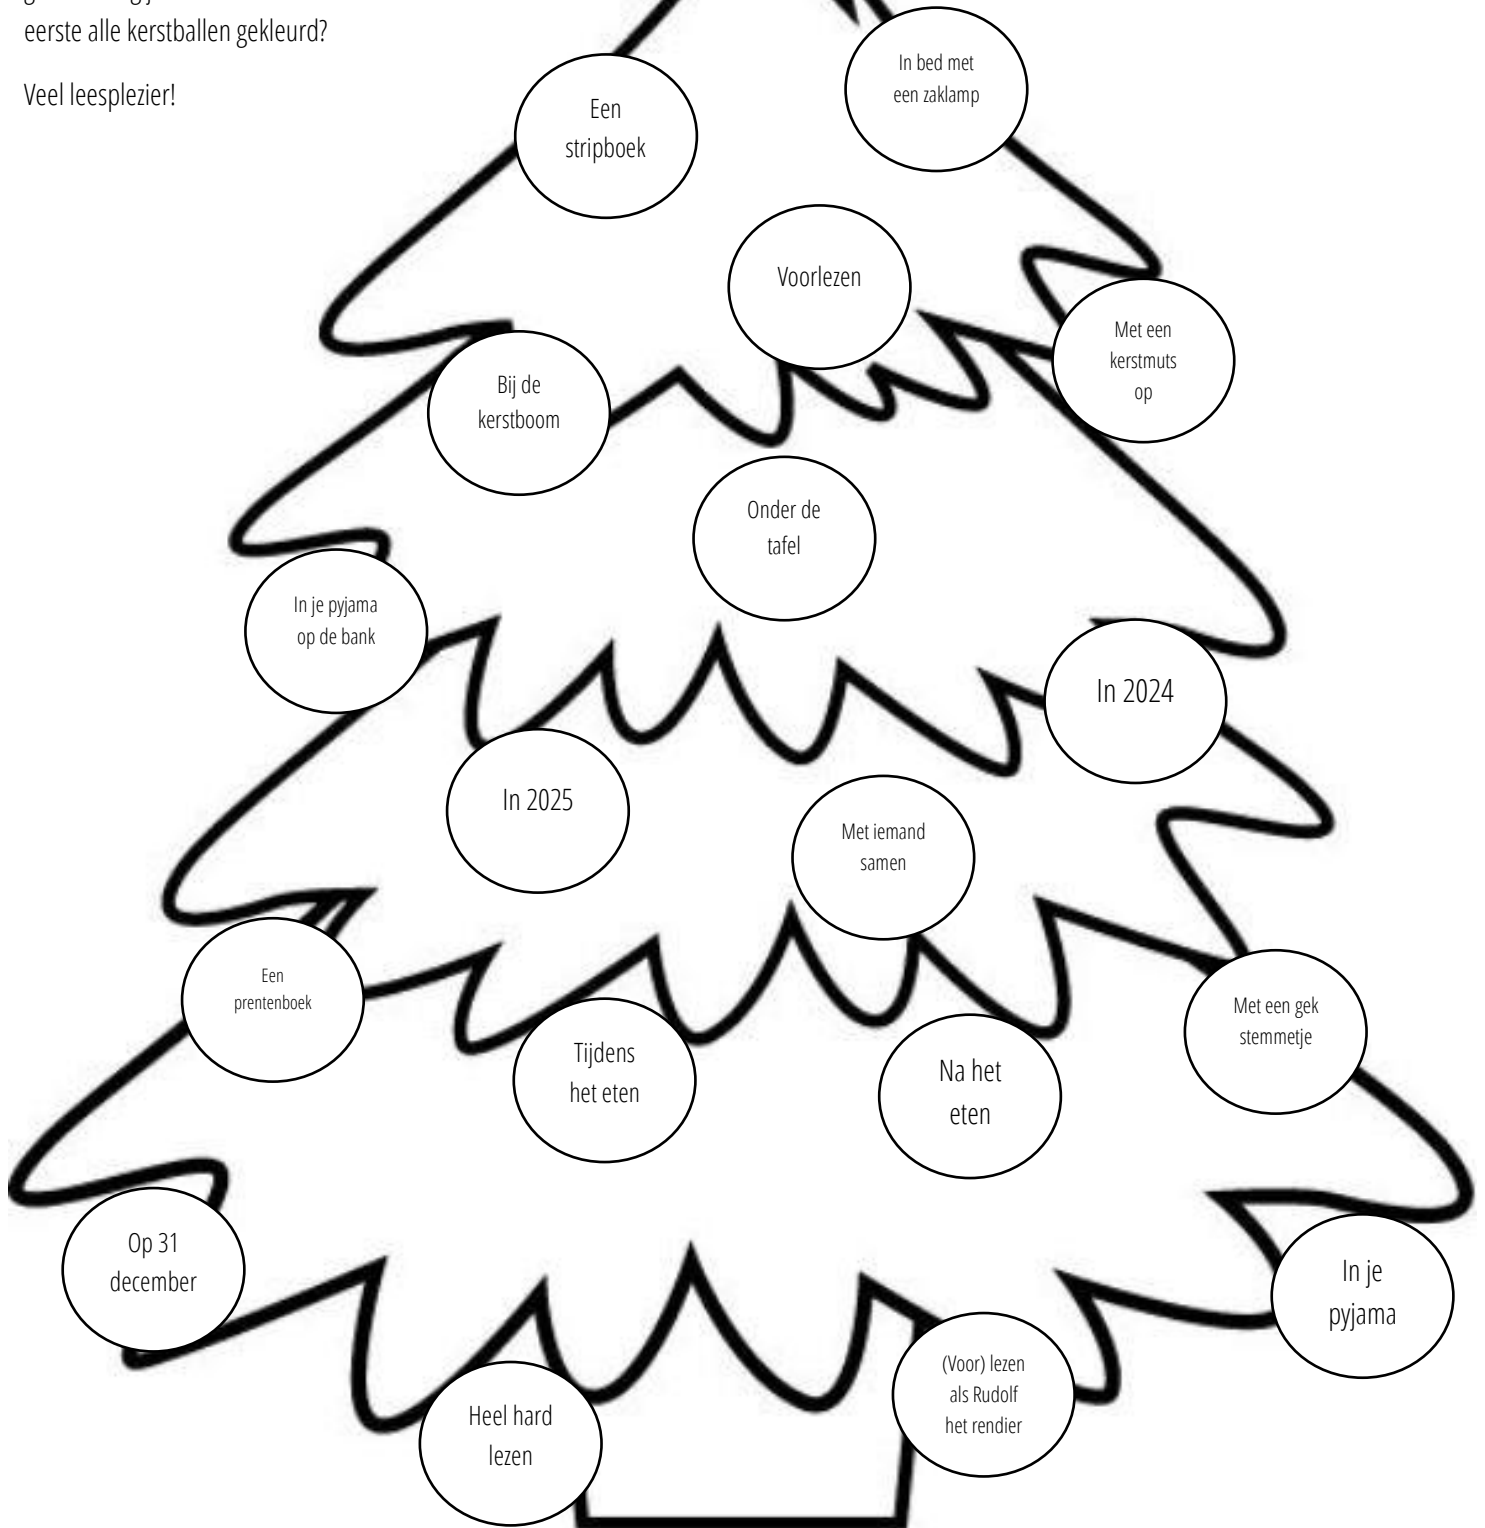 eerste alle kerstballen gekleurd?
Veel leesplezier!
In bed met
een zaklamp
Een
stripboek
Voorlezen
Met een
kerstmuts
op
Bij de
kerstboom
Onder de
tafel
In je pyjama
op de bank
In 2024
In 2025
Met iemand
samen
Een
prentenboek
Met een gek
stemmetje
Tijdens
het eten
Na het
eten
Op 31
december
In je
pyjama
(Voor) lezen
als Rudolf
het rendier
Heel hard
lezen